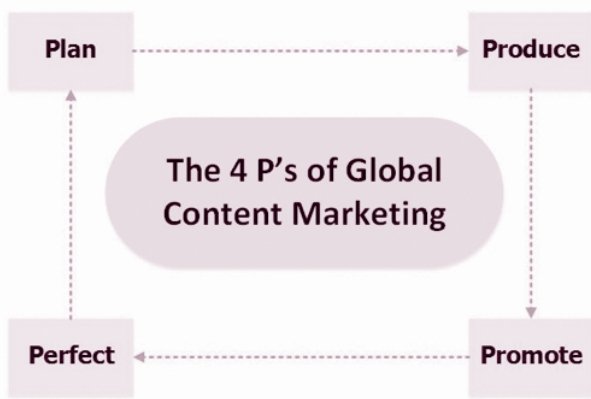 Plan
Produce
The 4 P’s of Global
Content Marketing
Perfect
Promote